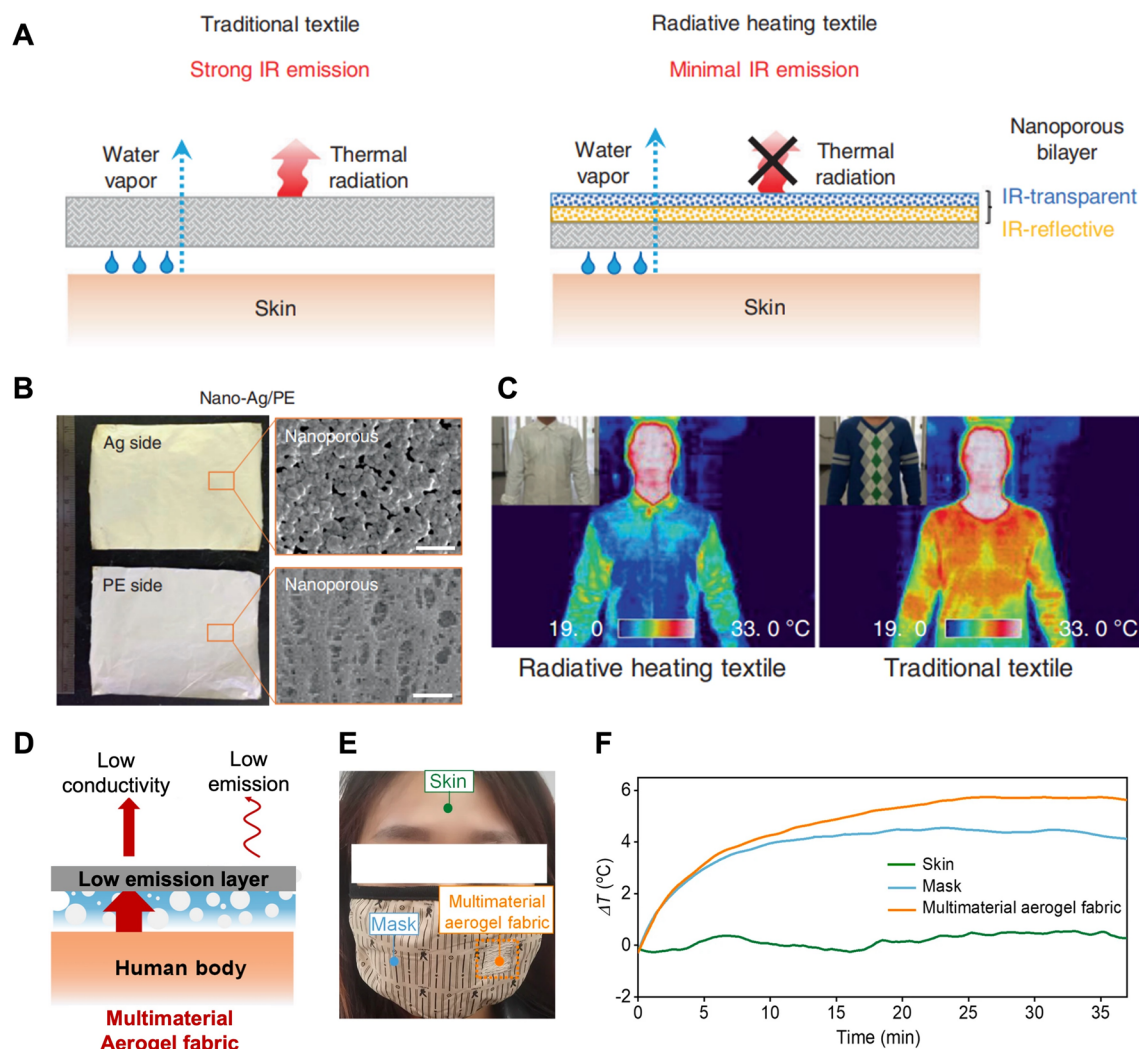 A
Traditional textile
Strong IR emission
Water
vapor
Thermal
radiation
Skin
Radiative heating textile
Minimal IR emission
Water
vapor
Thermal
radiation
Nanoporous
bilayer
IR-transparent
IR-reflective
Skin
B
Nano-Ag/PE
Ag side
Nanoporous
PE side
Nanoporous
C
19. 0 33. 0 °C
Radiative heating textile
19. 0 33. 0 °C
Traditional textile
D
Low
conductivity
Low
emission
Low emission layer
Human body
Multimaterial
Aerogel fabric
E
Skin
Mask
Multimaterial
aerogel fabric
F
ΔT (ºC)
6
4
2
0
-2
Skin
Mask
Multimaterial aerogel fabric
0 5 10 15 20 25 30 35
Time (min)